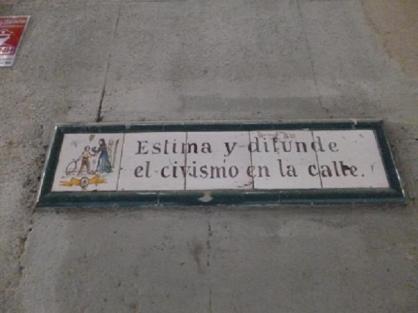 Estima y difunde
el civismo en la calle.